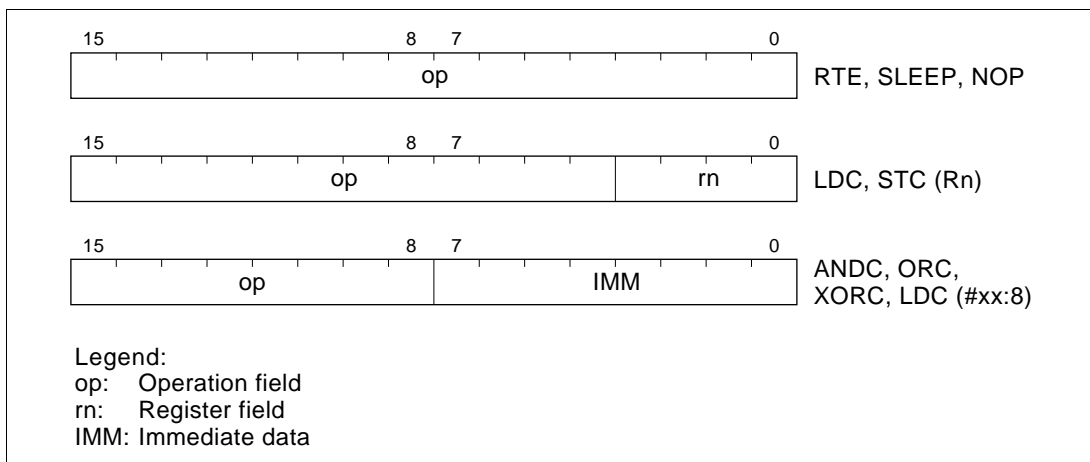 15 8 7 0
op
RTE, SLEEP, NOP
15 8 7 0
op rn
LDC, STC (Rn)
15 8 7 0
op IMM
ANDC, ORC,
XORC, LDC (#xx:8)
Legend:
op: Operation field
rn: Register field
IMM: Immediate data